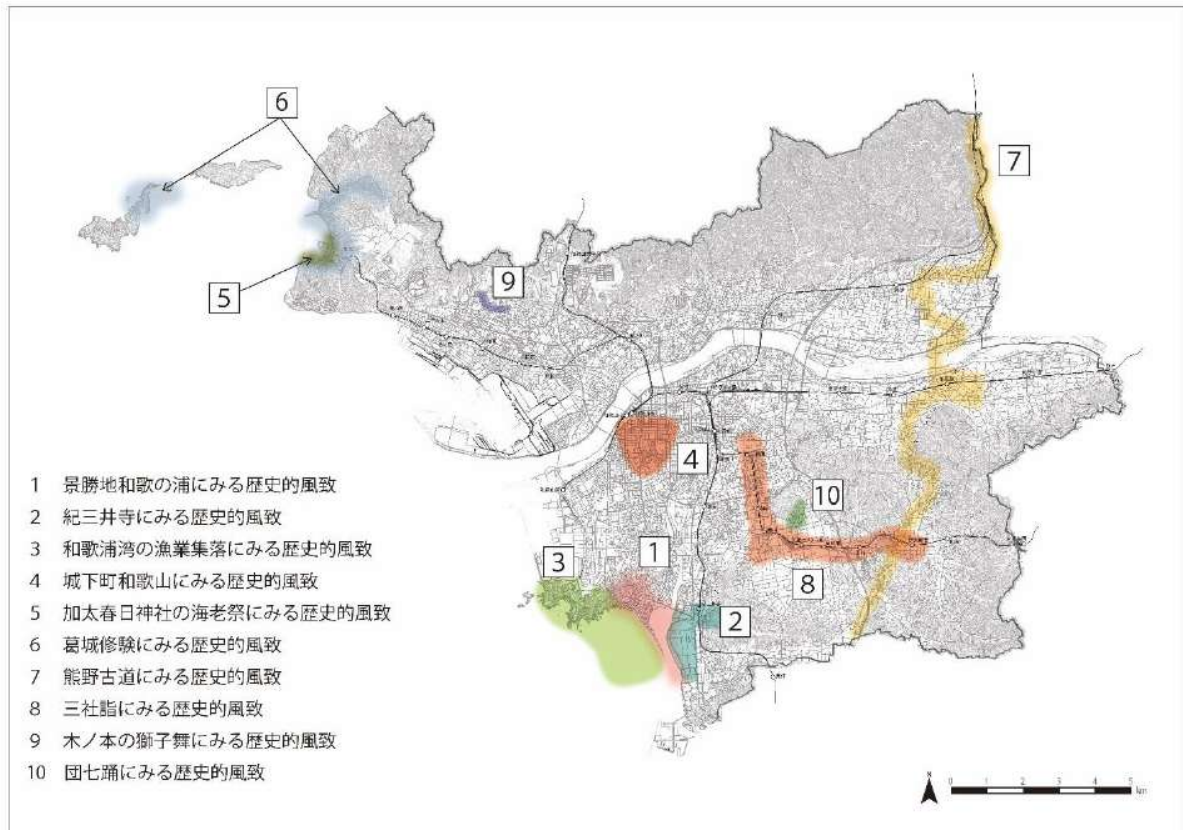 6
7
5
9
4
10
1
3
8
2
1 景勝地和歌の浦にみる歴史的風致
2 紀三井寺にみる歴史的風致
3 和歌浦湾の漁業集落にみる歴史的風致
4 城下町和歌山にみる歴史的風致
5 加太春日神社の海老祭にみる歴史的風致
6 葛城修験にみる歴史的風致
7 熊野古道にみる歴史的風致
8 三社詣にみる歴史的風致
9 木ノ本の獅子舞にみる歴史的風致
10 団七踊にみる歴史的風致
N
0 1 2 3 4 5
km